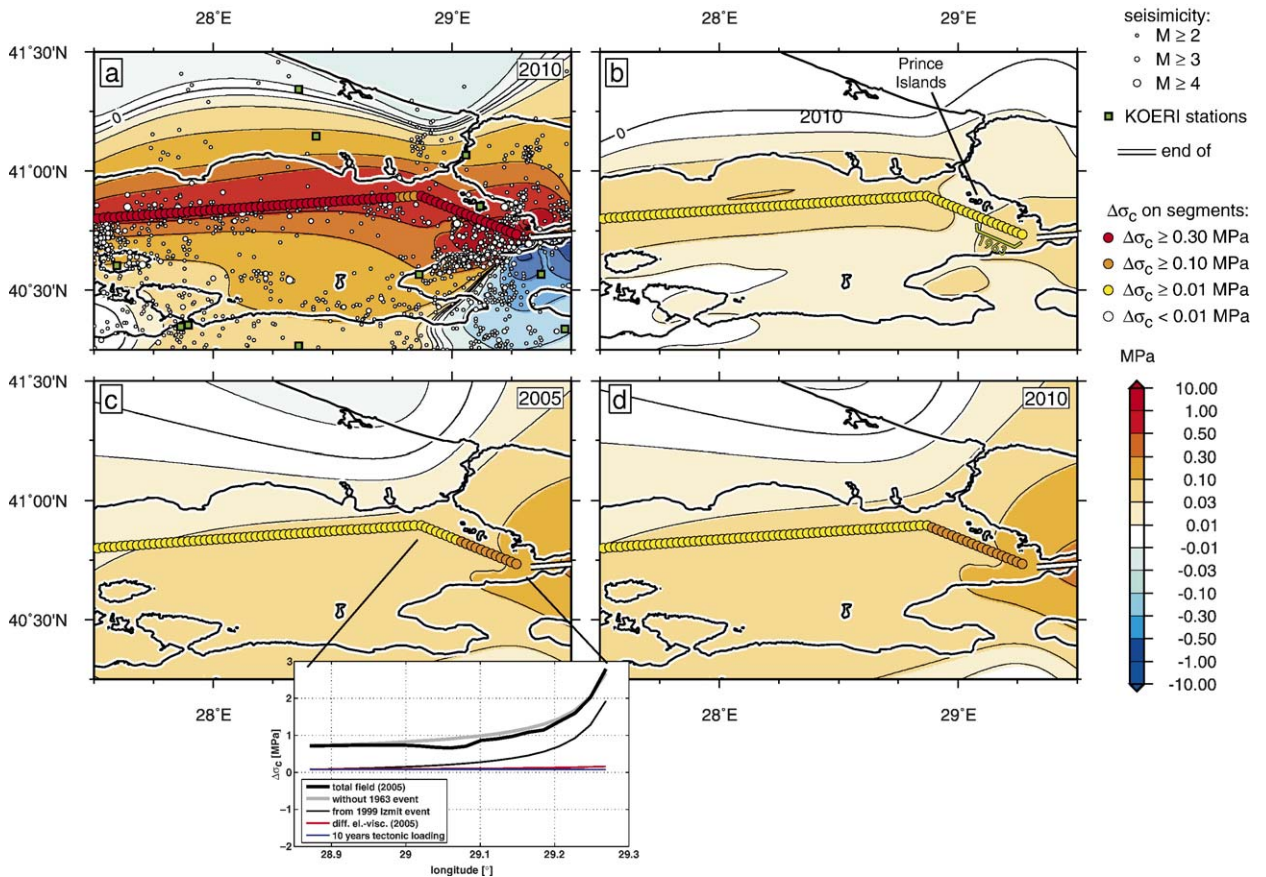 28°E 29°E 28°E 29°E
41°30'N
41°00'N
40°30'N
a
2010
0
b
Prince
Islands
2010
0
1963
seisimicity:
M ≥ 2
M ≥ 3
M ≥ 4
KOERI stations
end of
Δσc on segments:
Δσc ≥ 0.30 MPa
Δσc ≥ 0.10 MPa
Δσc ≥ 0.01 MPa
Δσc < 0.01 MPa
MPa
10.00
1.00
0.50
0.30
0.10
0.03
0.01
-0.01
-0.03
-0.10
-0.30
-0.50
-1.00
-10.00
41°30'N
41°00'N
40°30'N
c
2005
d
2010
28°E 28°E 29°E
3
2
1
0
−1
−2
Δσc [MPa]
total field (2005)
without 1963 event
from 1999 Izmit event
diff. el.-visc. (2005)
10 years tectonic loading
28.9 29 29.1 29.2 29.3
longitude [°]